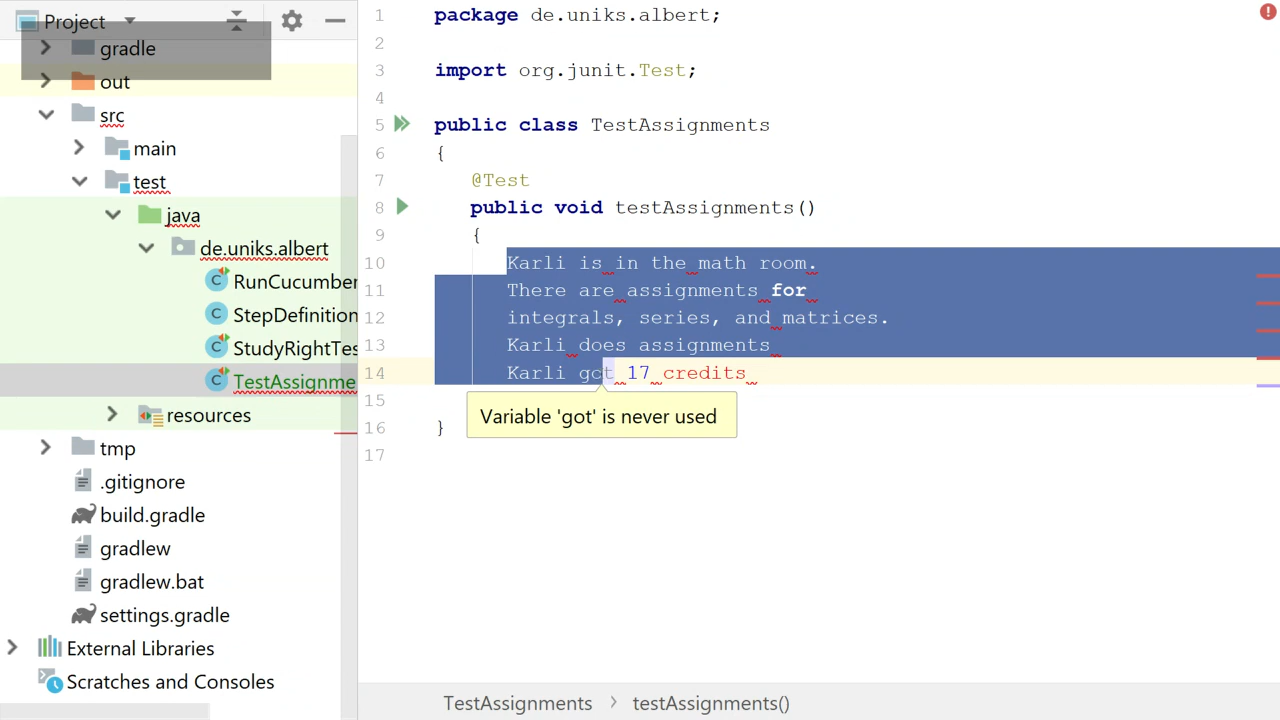 Project
gradle
out
src
main
test
java
de.uniks.albert
RunCucumber
StepDefinition
StudyRightTes
TestAssignme
resources
tmp
.gitignore
build.gradle
gradlew
gradlew.bat
settings.gradle
External Libraries
Scratches and Consoles
1 package de.uniks.albert;
2
3 import org.junit.Test;
4
5 public class TestAssignments
6 {
7 @Test
8 public void testAssignments()
9 {
10 Karli is in the math room.
11 There are assignments for
12 integrals, series, and matrices.
13 Karli does assignments
14 Karli got 17 credits
15
Variable 'got' is never used
16 }
17
TestAssignments > testAssignments()